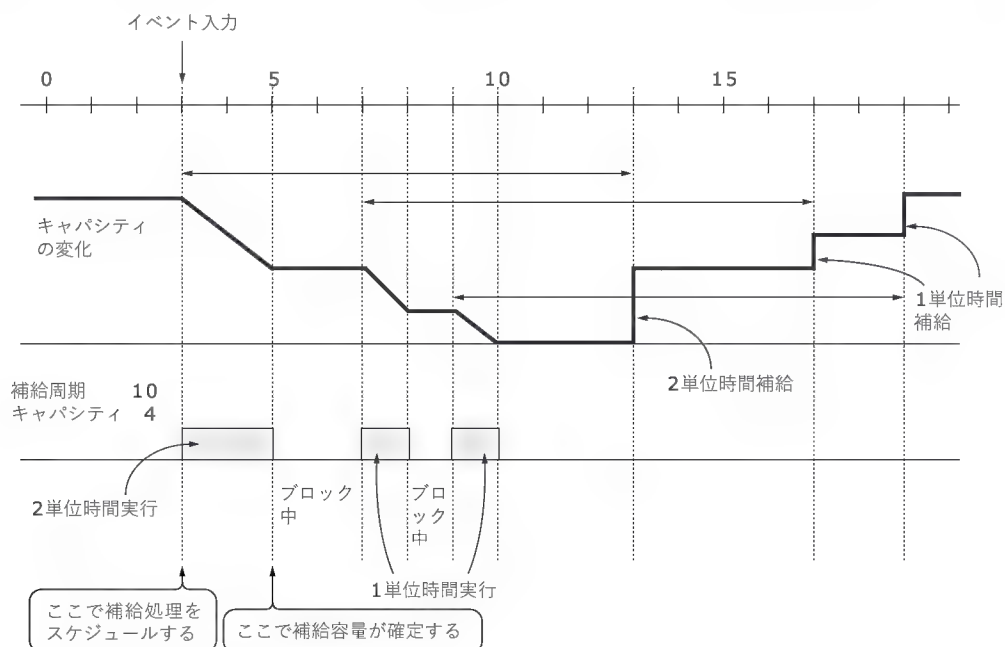 イベント入力
0
5
10
15
キャパシティ
の変化
1単位時間
補給
2単位時間補給
補給周期 10
キャパシティ 4
2単位時間実行
ブロック
中
ブロ
ック
中
1単位時間実行
ここで補給処理を
スケジュールする
ここで補給容量が確定する